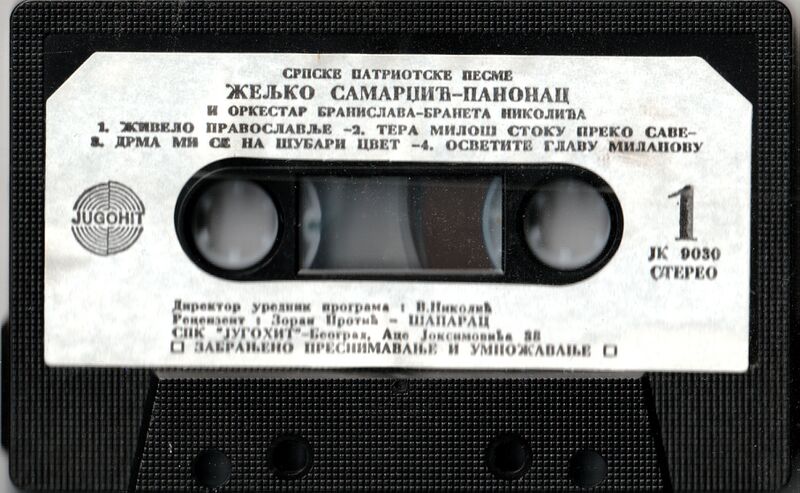 СРПСКЕ ПАТРИОТСКЕ ПЕСМЕ
ЖЕЉКО САМАРЏИЋ-ПАНОНАЦ
И ОРКЕСТАР БРАНИСЛАВА-БРАНЕТА НИКОЛИЋА
1. ЖИВЕЛО ПРАВОСЛАВЉЕ -2. ТЕРА МИЛОШ СТОКУ ПРЕКО САВЕ-
3. ДРМА МИ СЕ НА ШУБАРИ ЦВЕТ -4. ОСВЕТИТЕ ГЛАВУ МИЛАНОВУ
JUGOHIT
1
ЈК 9030
СТЕРЕО
Директор уредник програма : В.Николић
Рецензент : Зоран Протић - ШАПАРАЦ
СПК "ЈУГОХИТ"-Београд, Аце Јоксимовића 88
□ ЗАБРАЊЕНО ПРЕСНИМАВАЊЕ И УМНОЖАВАЊЕ □